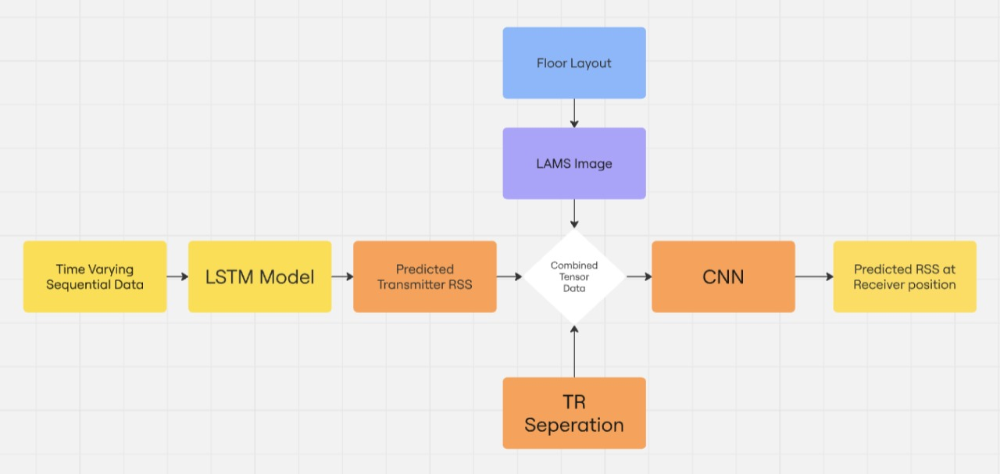 Floor Layout
LAMS Image
Time Varying
Sequential Data
LSTM Model
Predicted
Transmitter RSS
Combined
Tensor
Data
CNN
Predicted RSS at
Receiver position
TR
Seperation